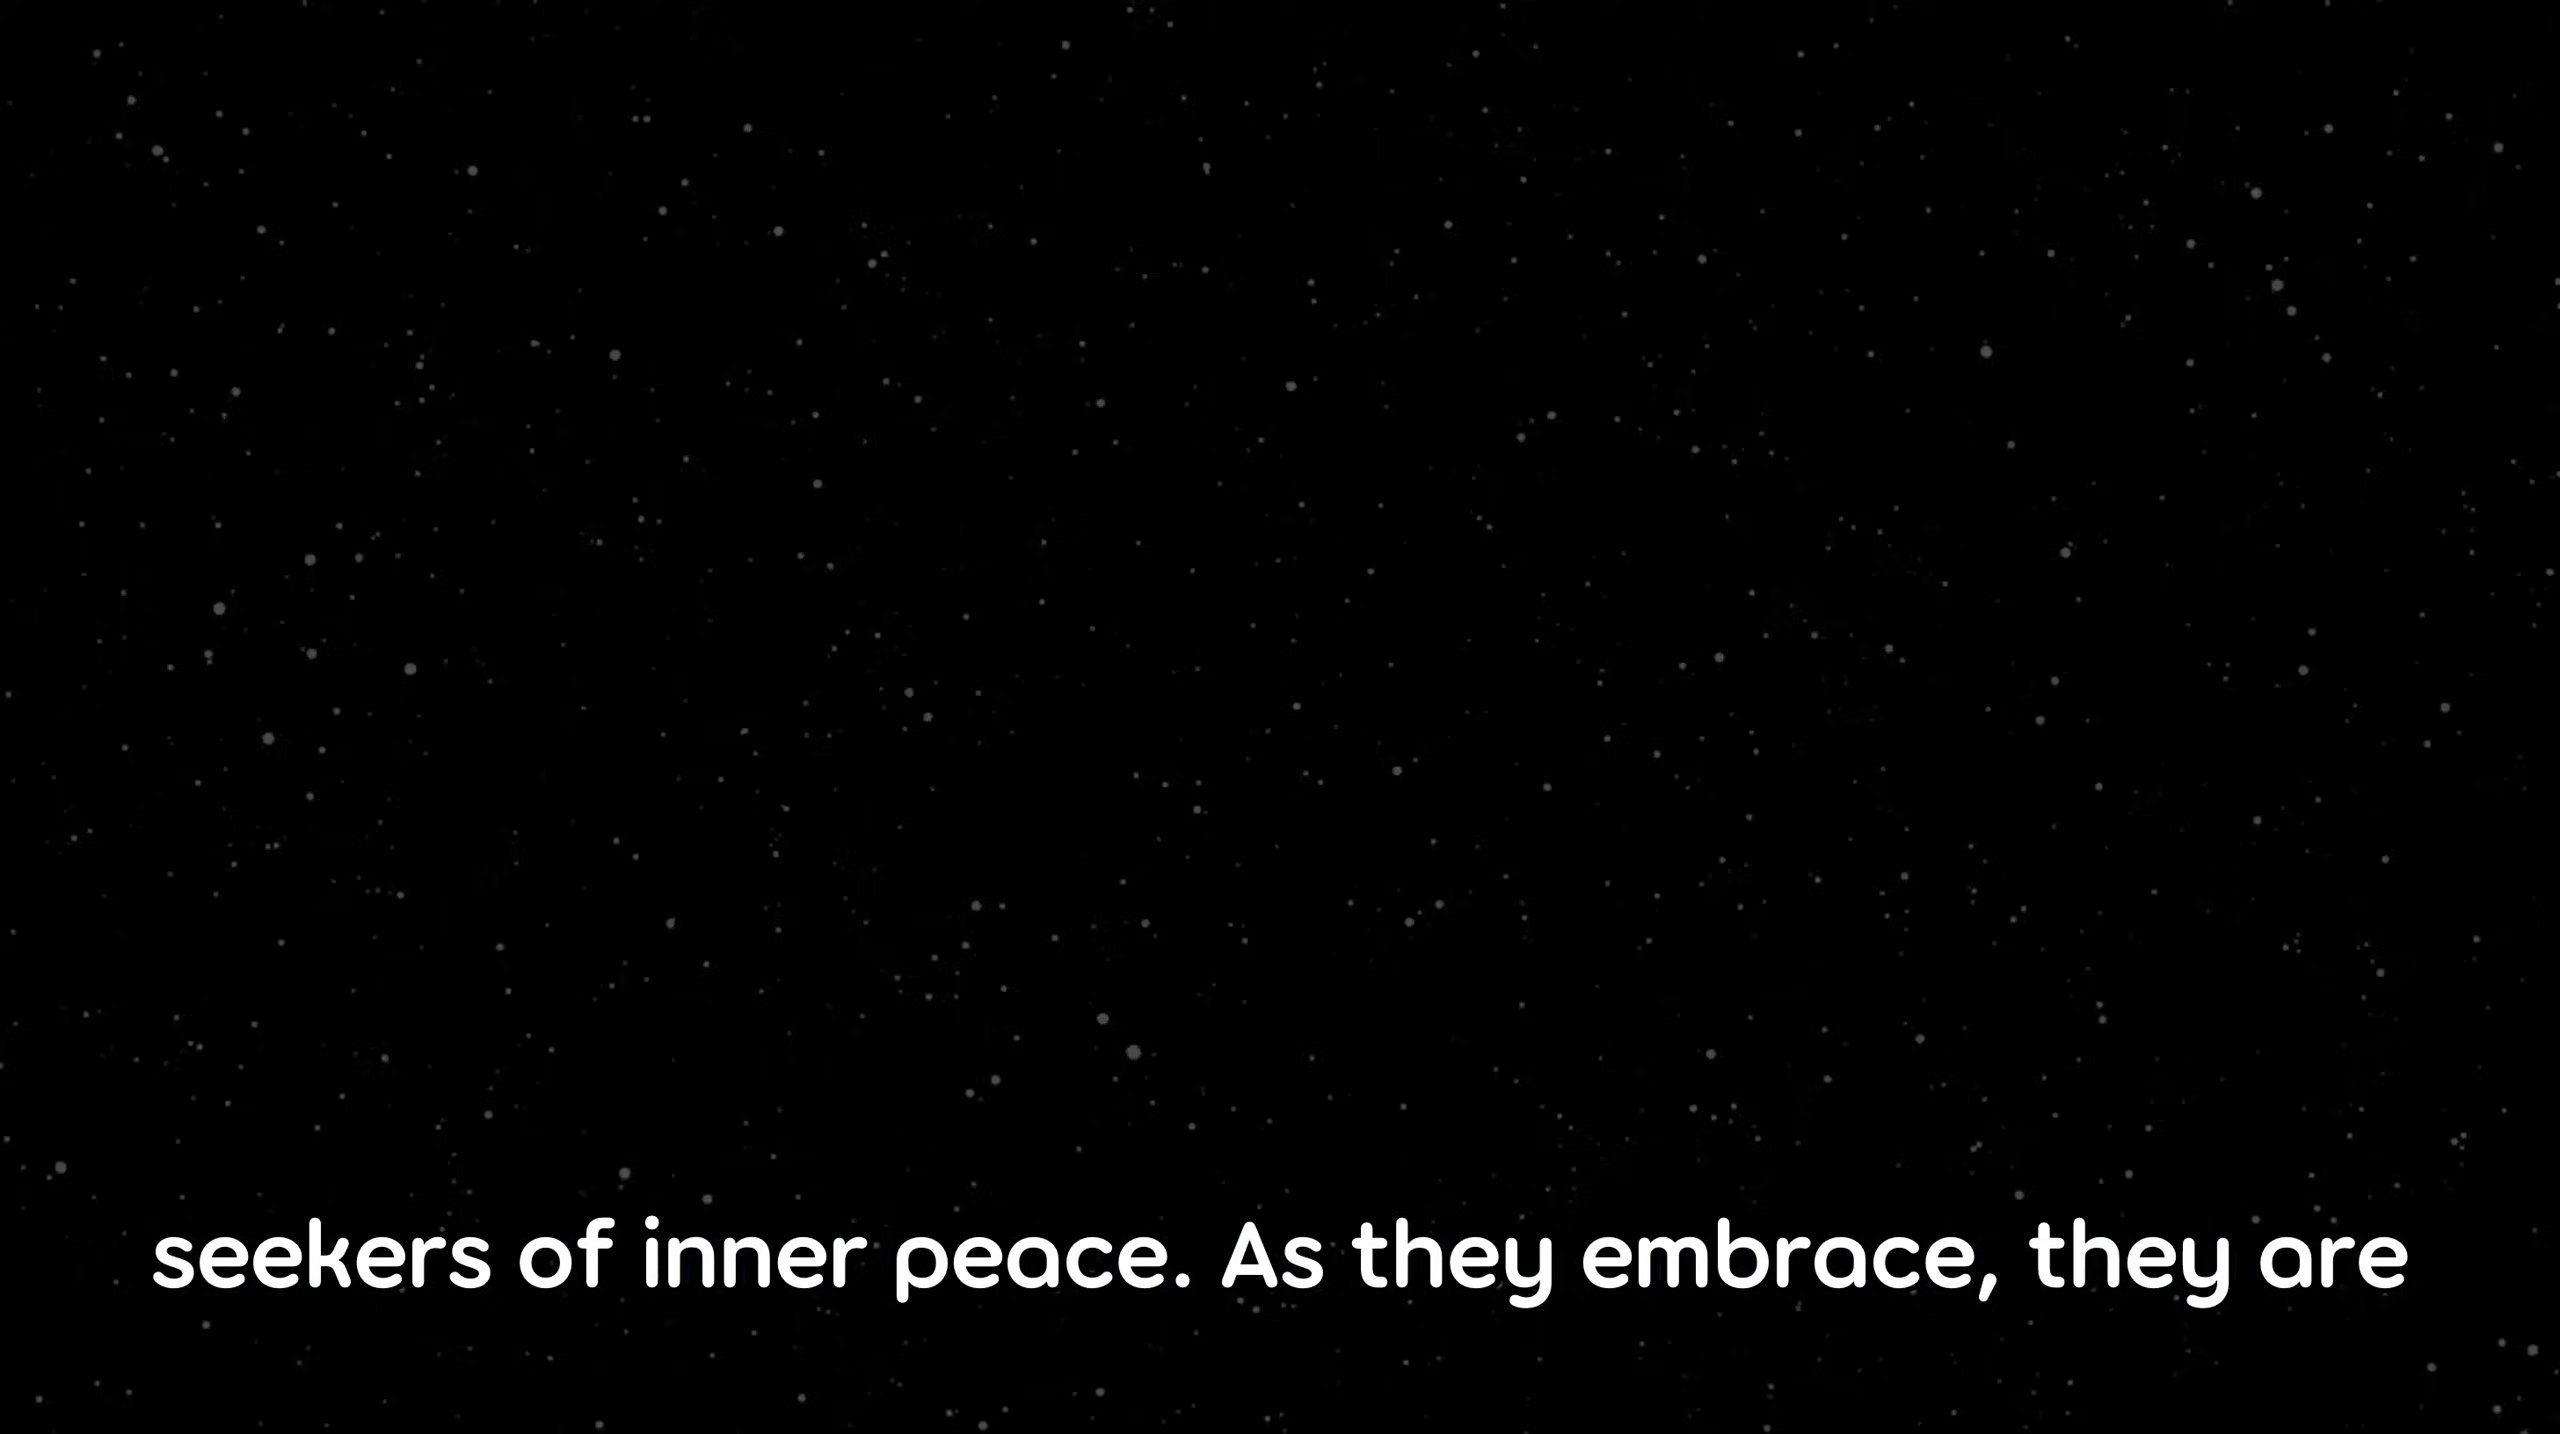 seekers of inner peace. As they embrace, they are